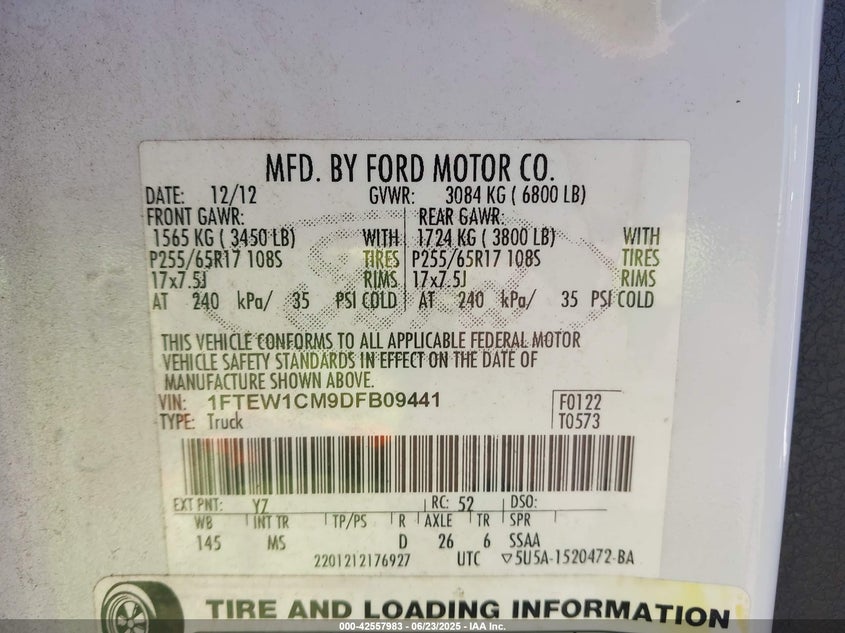 MFD. BY FORD MOTOR CO.
DATE: 12/12 GVWR: 3084 KG ( 6800 LB)
FRONT GAWR: REAR GAWR:
1565 KG ( 3450 LB) WITH 1724 KG ( 3800 LB) WITH
P255/65R17 108S TIRES P255/65R17 108S TIRES
17x7.5J RIMS 17x7.5J RIMS
AT 240 kPa/ 35 PSI COLD AT 240 kPa/ 35 PSI COLD
THIS VEHICLE CONFORMS TO ALL APPLICABLE FEDERAL MOTOR
VEHICLE SAFETY STANDARDS IN EFFECT ON THE DATE OF
MANUFACTURE SHOWN ABOVE.
VIN: 1FTEW1CM9DFB09441 F0122
TYPE: Truck T0573
EXT PNT: YZ RC: 52 DSO:
WB INT TR TP/PS R AXLE TR SPR
145 MS D 26 6 SSAA
2201212176927 UTC ▽5U5A-1520472-BA
TIRE AND LOADING INFORMATION
000-42557983 - 06/23/2025 - IAA Inc.